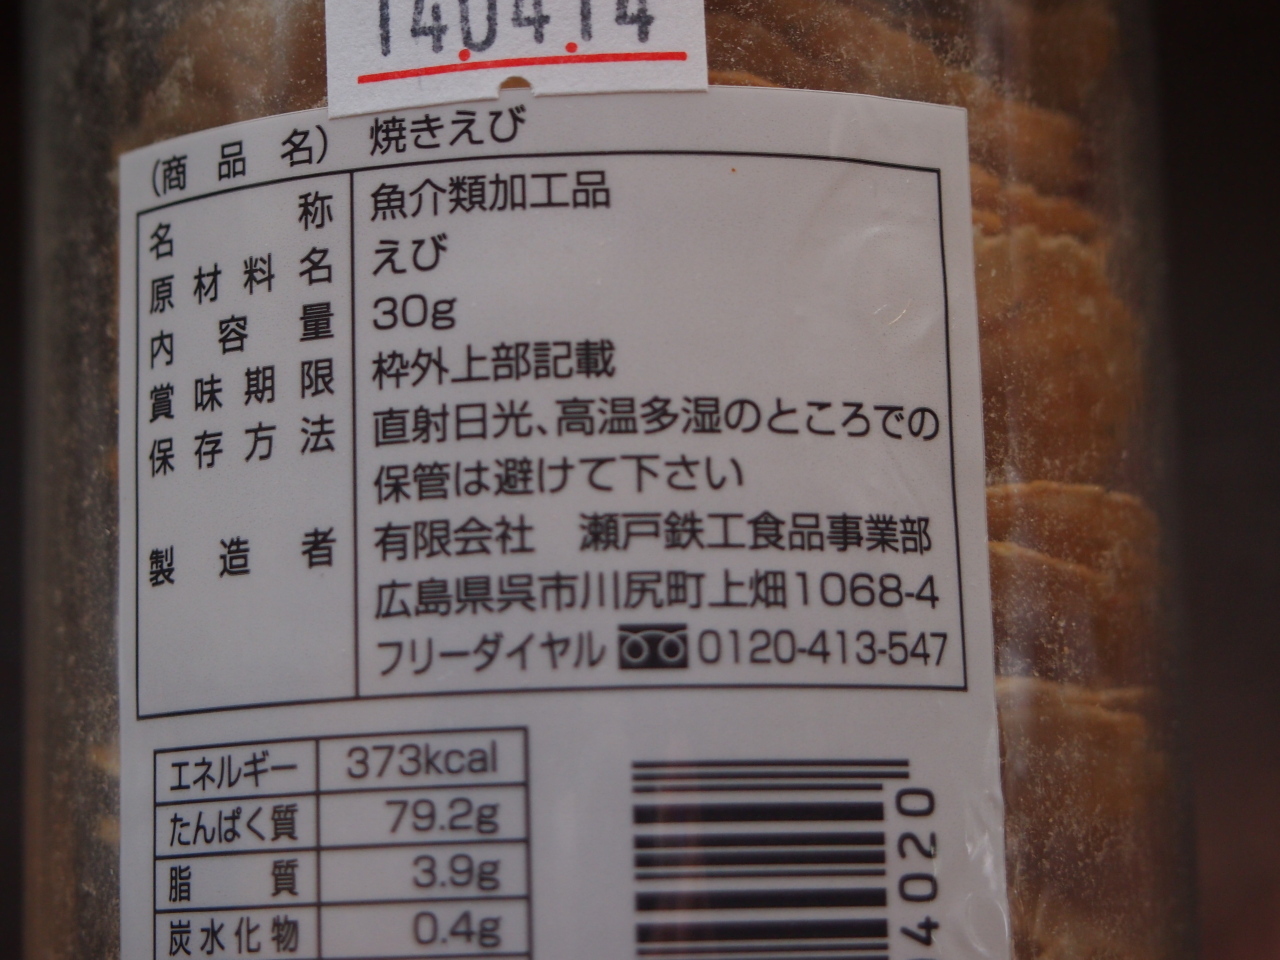 14.04.14
(商品名) 焼きえび
名称 魚介類加工品
原材料名 えび
内容量 30g
賞味期限 枠外上部記載
保存方法 直射日光、高温多湿のところでの
保管は避けて下さい
製造者 有限会社 瀬戸鉄工食品事業部
広島県呉市川尻町上畑1068-4
フリーダイヤル 0120-413-547
エネルギー 373kcal
たんぱく質 79.2g
脂質 3.9g
炭水化物 0.4g
4020